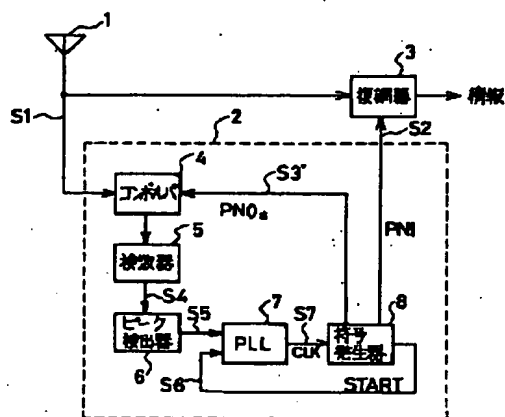 1
3
復調器
情報
S1
S2
2
4
コンボルバ
S3
PN0*
PN1
5
検波器
S4
7
8
ピーク
検出器
S5
PLL
S7
CLK
符号
発生器
6
S6
START